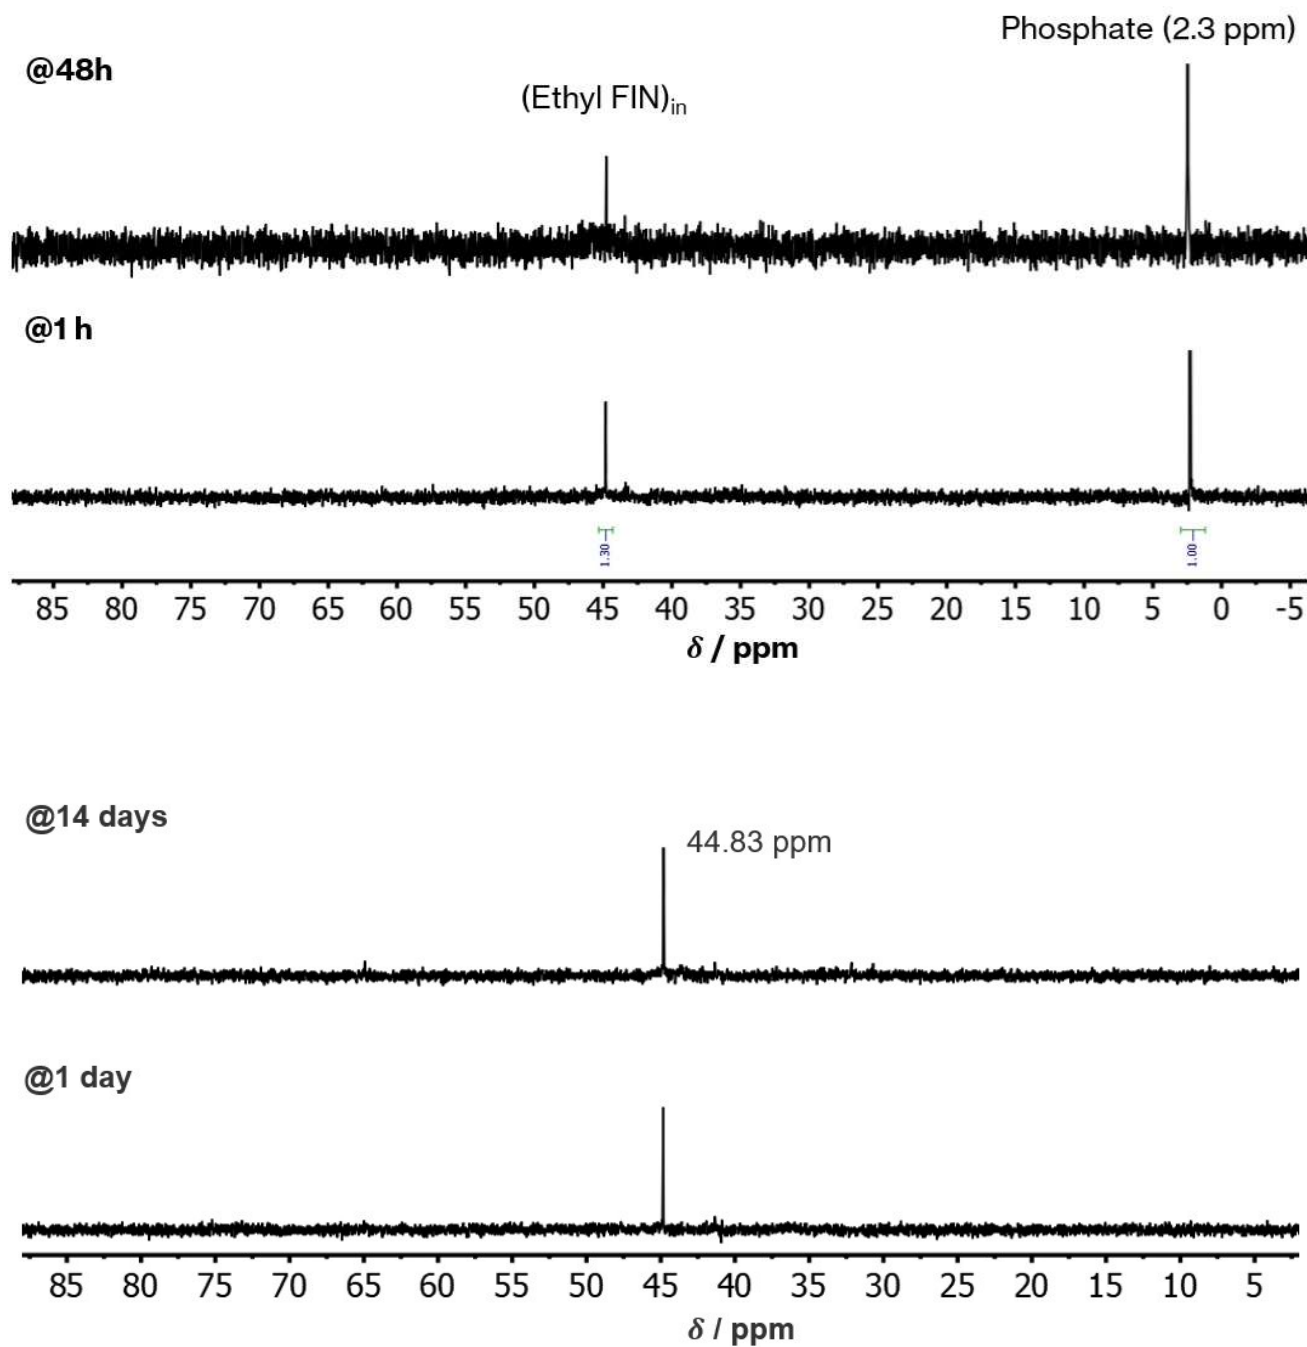 Phosphate (2.3 ppm)
@48h
(Ethyl FIN)in
@1 h
1.30
1.00
85 80 75 70 65 60 55 50 45 40 35 30 25 20 15 10 5 0 -5
δ / ppm
@14 days
44.83 ppm
@1 day
85 80 75 70 65 60 55 50 45 40 35 30 25 20 15 10 5
δ / ppm